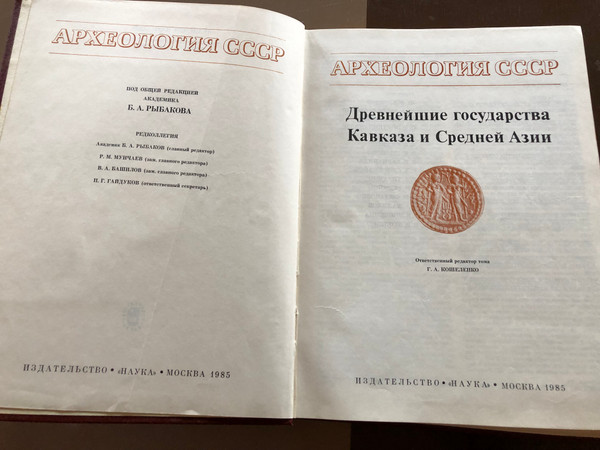 АРХЕОЛОГИЯ СССР
ПОД ОБЩЕЙ РЕДАКЦИЕЙ
АКАДЕМИКА
Б. А. РЫБАКОВА
РЕДКОЛЛЕГИЯ
Академик Б. А. РЫБАКОВ (главный редактор)
Р. М. МУНЧАЕВ (зам. главного редактора)
В. А. БАШИЛОВ (зам. главного редактора)
П. Г. ГАЙДУКОВ (ответственный секретарь)
ИЗДАТЕЛЬСТВО • «НАУКА» • МОСКВА 1985
АРХЕОЛОГИЯ СССР
Древнейшие государства
Кавказа и Средней Азии
Ответственный редактор тома
Г. А. КОШЕЛЕНКО
ИЗДАТЕЛЬСТВО • «НАУКА» • МОСКВА 1985